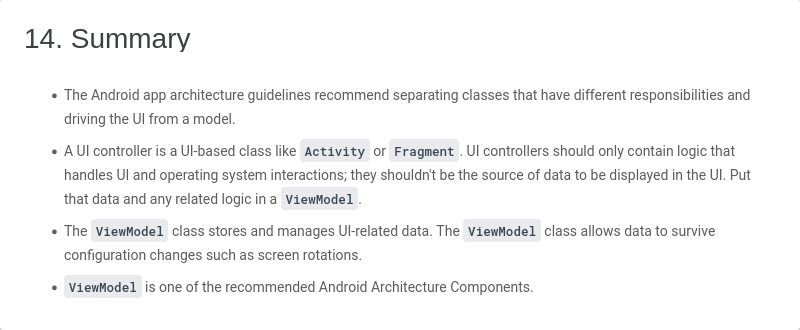 14. Summary
• The Android app architecture guidelines recommend separating classes that have different responsibilities and
driving the UI from a model.
• A UI controller is a UI-based class like Activity or Fragment. UI controllers should only contain logic that
handles UI and operating system interactions; they shouldn't be the source of data to be displayed in the UI. Put
that data and any related logic in a ViewModel.
• The ViewModel class stores and manages UI-related data. The ViewModel class allows data to survive
configuration changes such as screen rotations.
• ViewModel is one of the recommended Android Architecture Components.